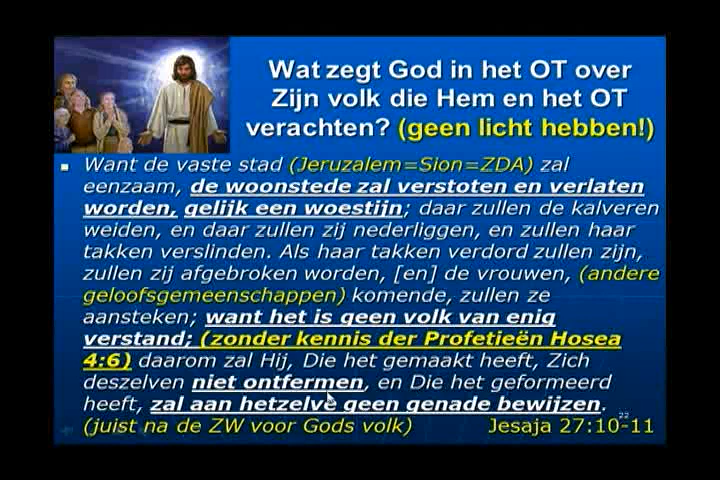 Wat zegt God in het OT over
Zijn volk die Hem en het OT
verachten? (geen licht hebben!)
Want de vaste stad (Jeruzalem=Sion=ZDA) zal
eenzaam, de woonstede zal verstoten en verlaten
worden, gelijk een woestijn; daar zullen de kalveren
weiden, en daar zullen zij nederliggen, en zullen haar
takken verslinden. Als haar takken verdord zullen zijn,
zullen zij afgebroken worden, [en] de vrouwen, (andere
geloofsgemeenschappen) komende, zullen ze
aansteken; want het is geen volk van enig
verstand; (zonder kennis der Profetieën Hosea
4:6) daarom zal Hij, Die het gemaakt heeft, Zich
deszelven niet ontfermen, en Die het geformeerd
heeft, zal aan hetzelve geen genade bewijzen.
(juist na de ZW voor Gods volk) Jesaja 27:10-11
22